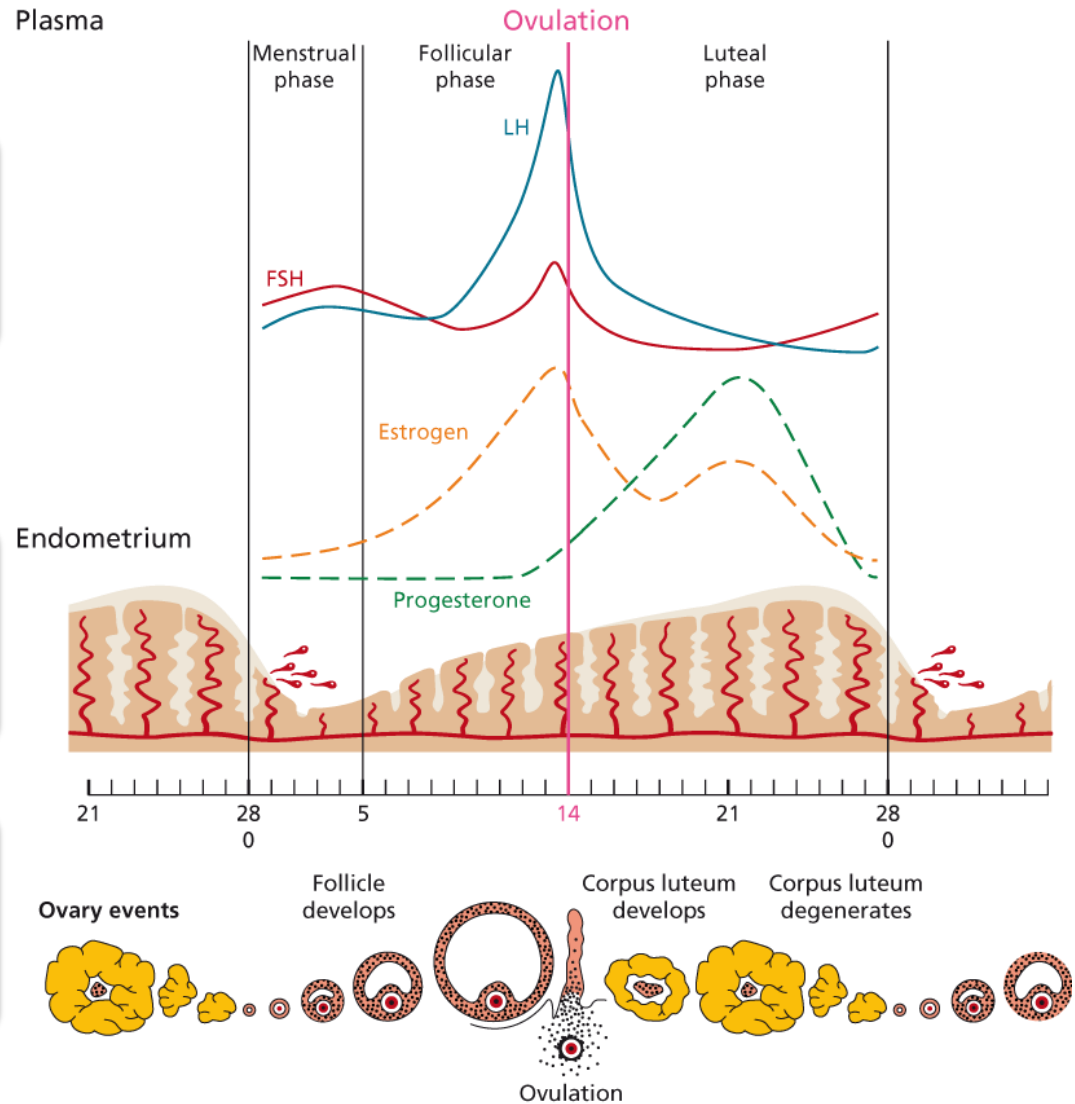 Plasma
Ovulation
Menstrual
phase
Follicular
phase
Luteal
phase
LH
FSH
Estrogen
Endometrium
Progesterone
21
28
0
5
14
21
28
0
Ovary events
Follicle
develops
Corpus luteum
develops
Corpus luteum
degenerates
Ovulation